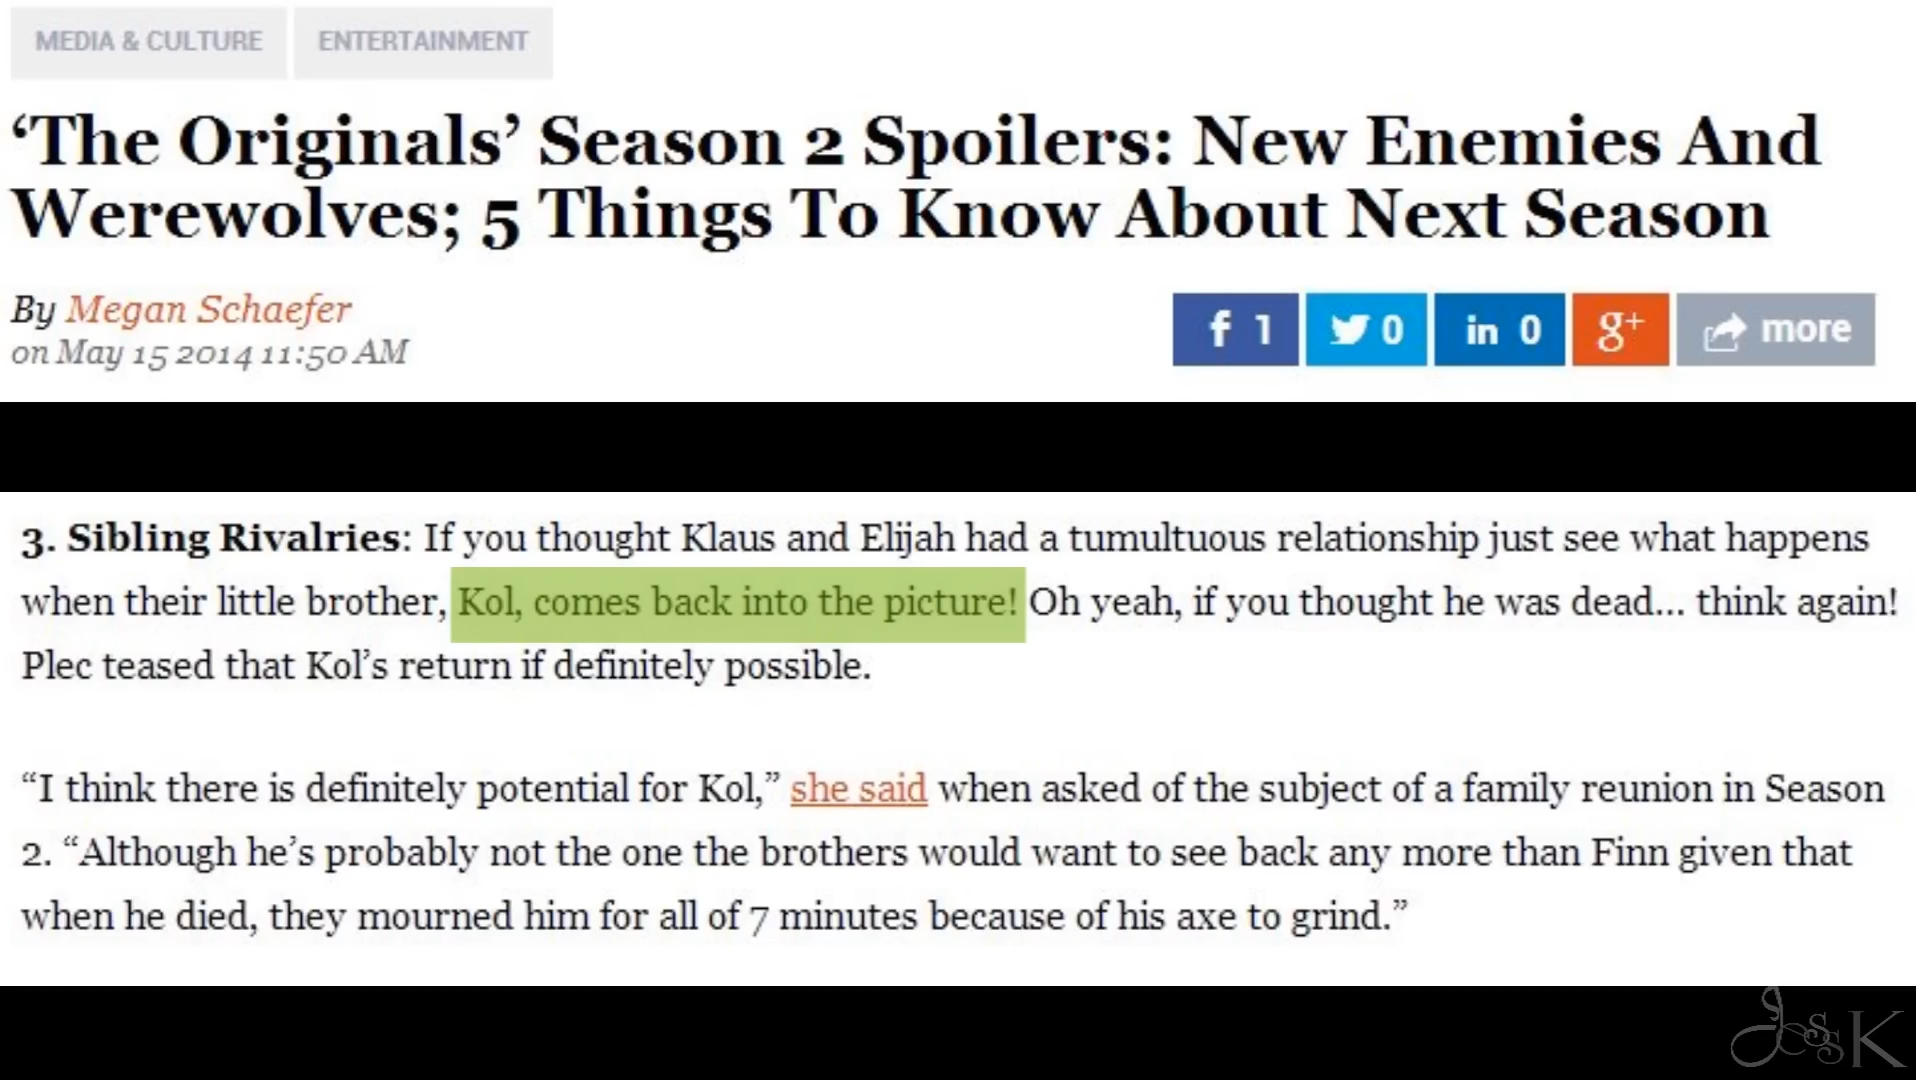 MEDIA & CULTURE ENTERTAINMENT
‘The Originals’ Season 2 Spoilers: New Enemies And
Werewolves; 5 Things To Know About Next Season
By Megan Schaefer
on May 15 2014 11:50 AM
f 1 0 in 0 g+ more
3. Sibling Rivalries: If you thought Klaus and Elijah had a tumultuous relationship just see what happens
when their little brother, Kol, comes back into the picture! Oh yeah, if you thought he was dead... think again!
Plec teased that Kol’s return if definitely possible.
“I think there is definitely potential for Kol,” she said when asked of the subject of a family reunion in Season
2. “Although he’s probably not the one the brothers would want to see back any more than Finn given that
when he died, they mourned him for all of 7 minutes because of his axe to grind.”
JessK